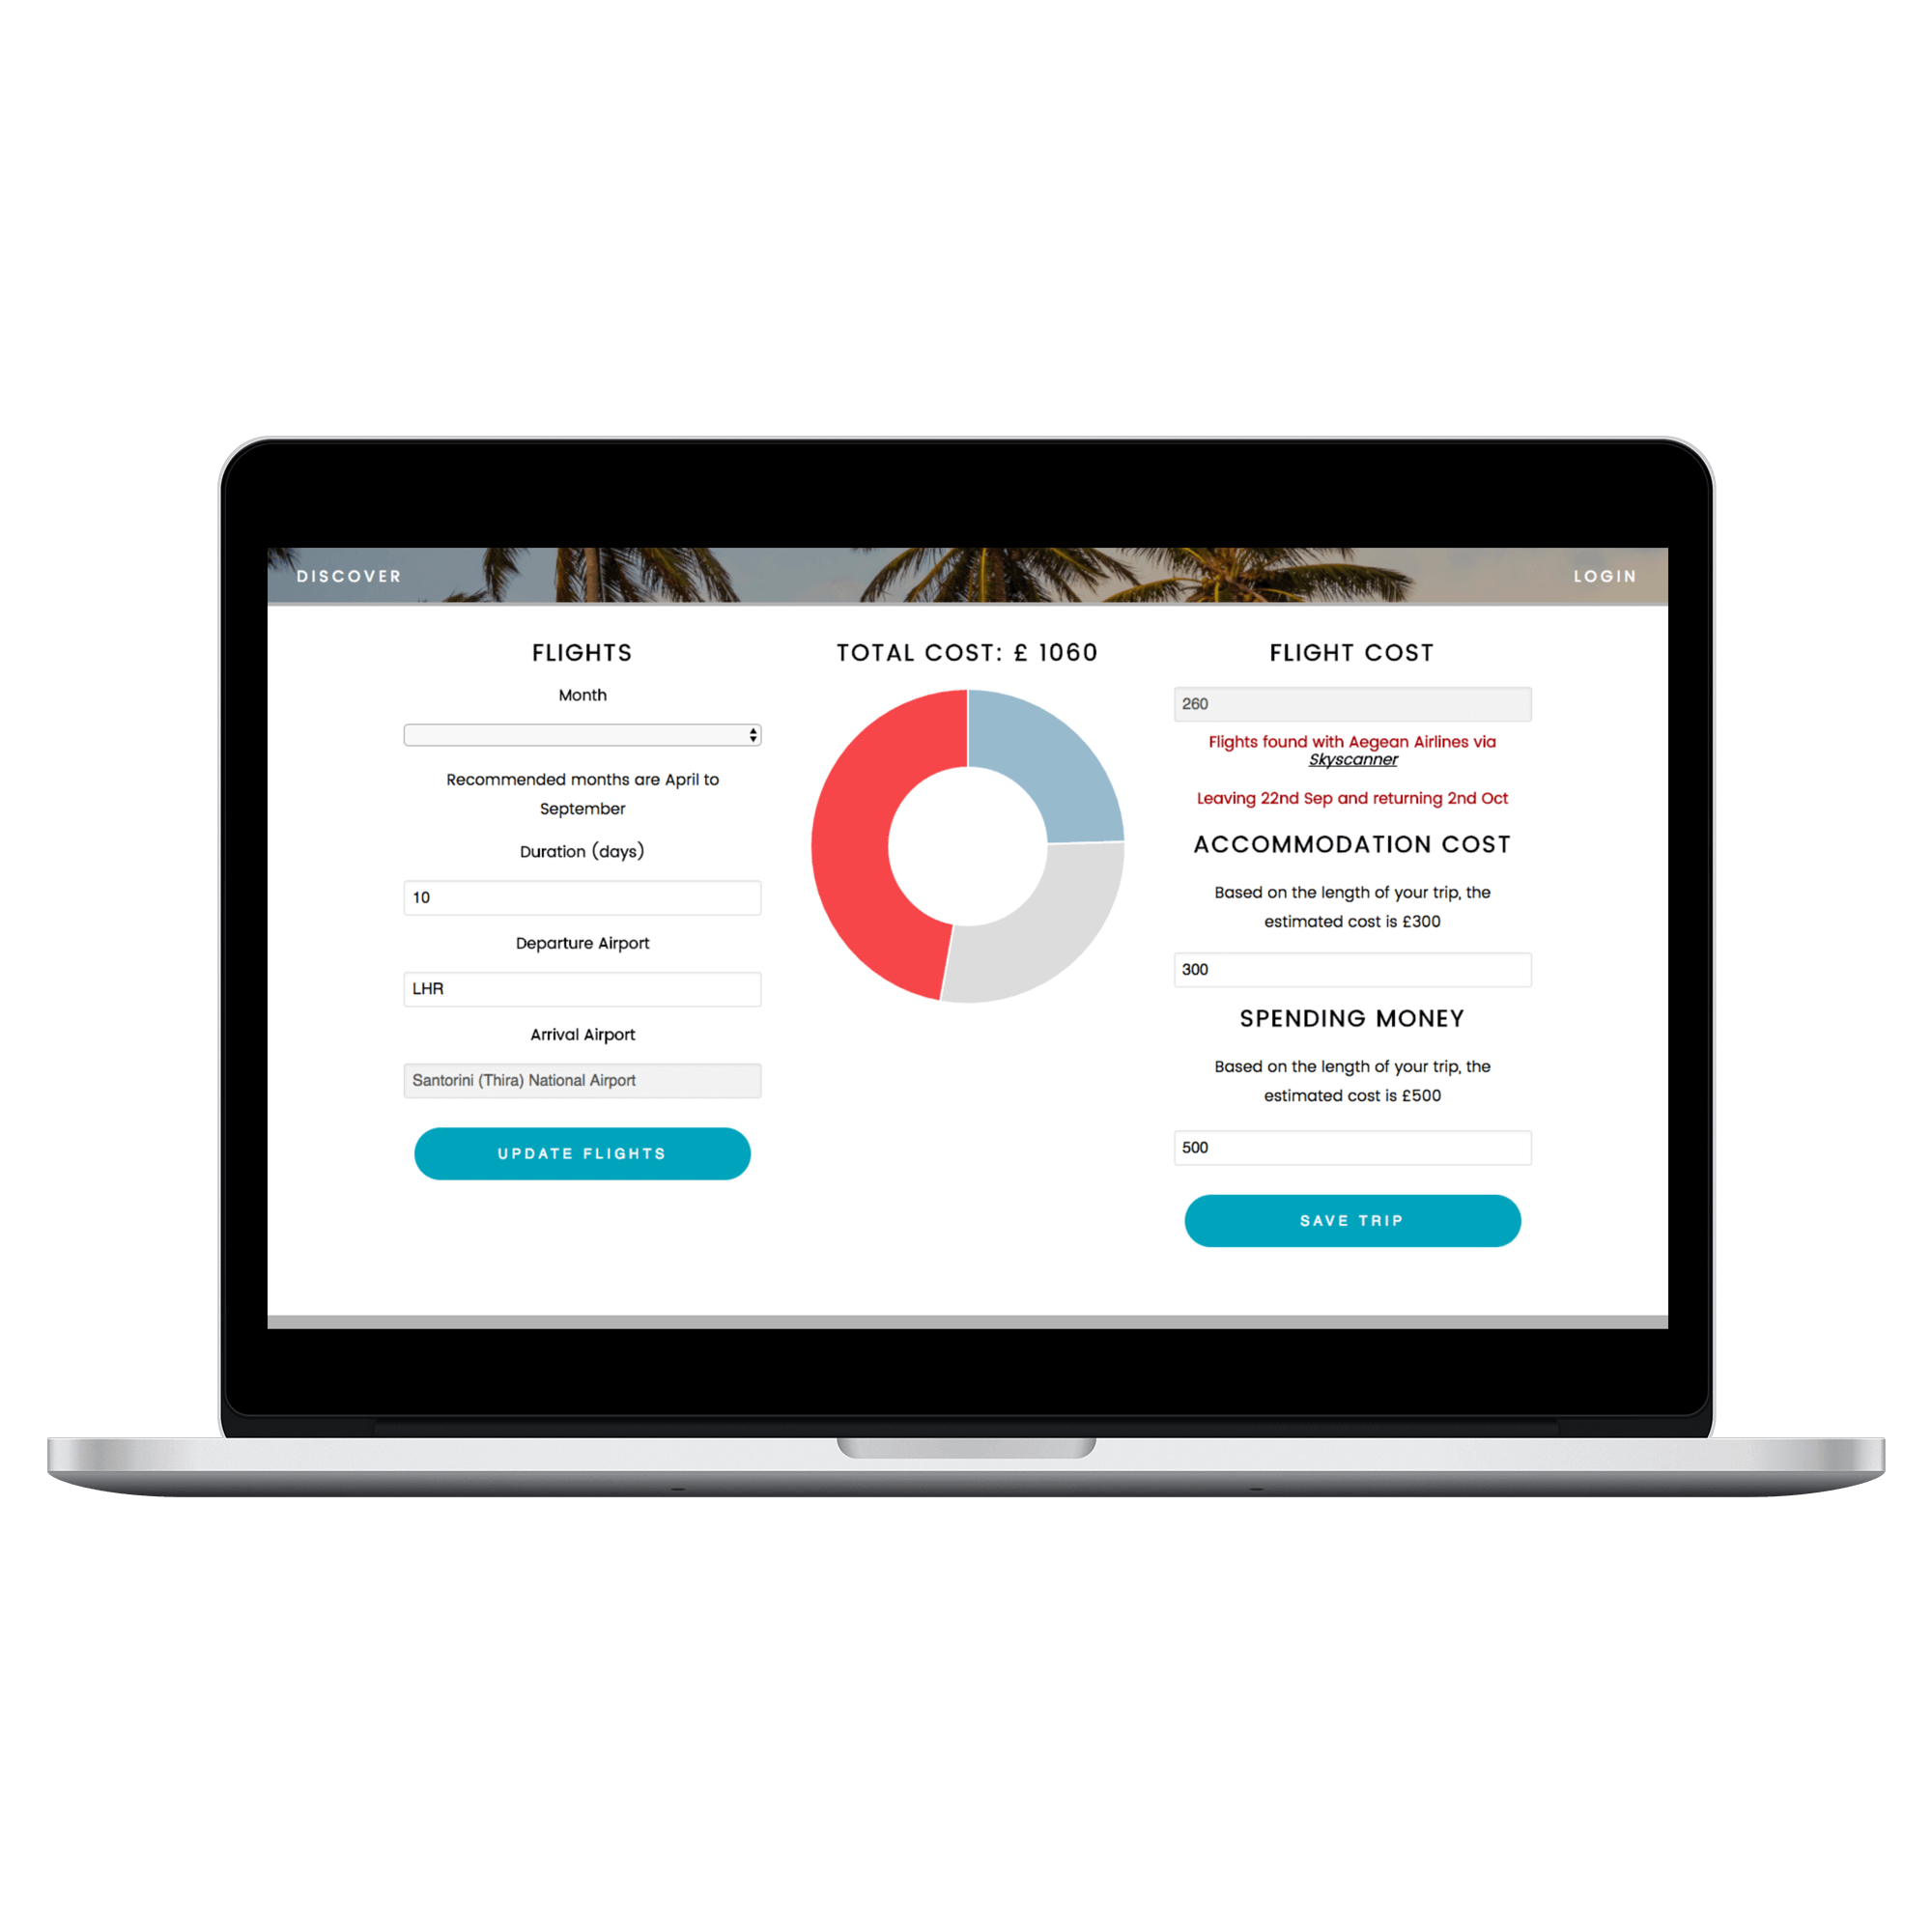 DISCOVER
LOGIN
FLIGHTS
Month
Recommended months are April to
September
Duration (days)
10
Departure Airport
LHR
Arrival Airport
Santorini (Thira) National Airport
UPDATE FLIGHTS
TOTAL COST: £ 1060
FLIGHT COST
260
Flights found with Aegean Airlines via
Skyscanner
Leaving 22nd Sep and returning 2nd Oct
ACCOMMODATION COST
Based on the length of your trip, the
estimated cost is £300
300
SPENDING MONEY
Based on the length of your trip, the
estimated cost is £500
500
SAVE TRIP